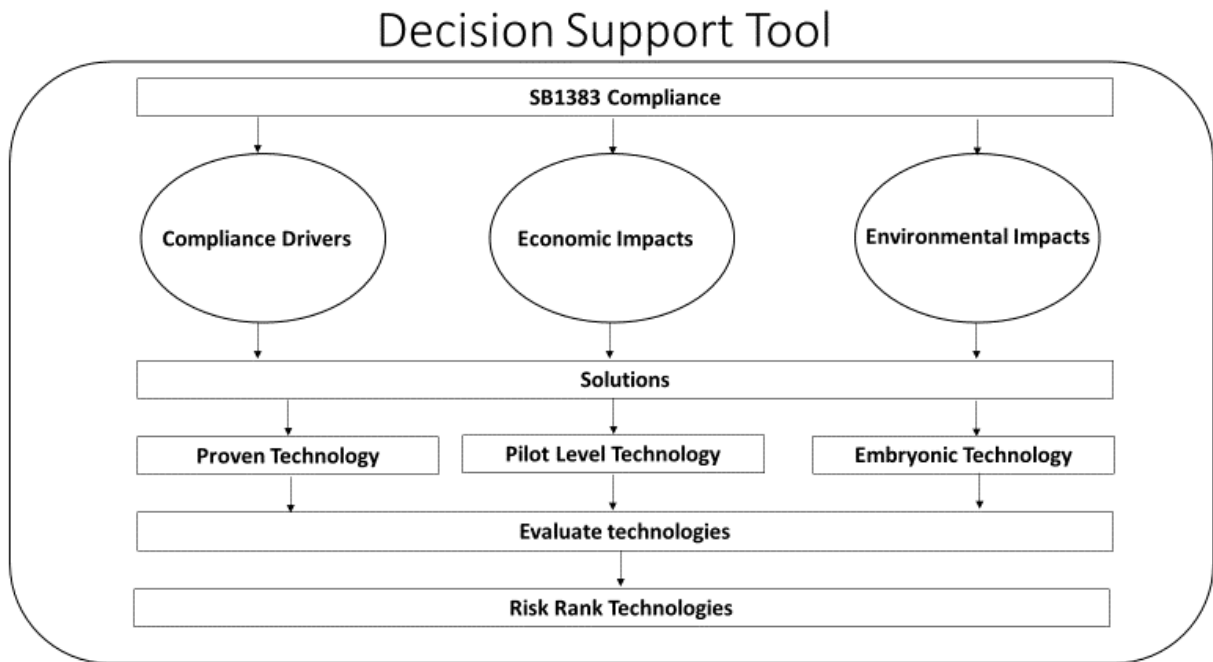 Decision Support Tool
SB1383 Compliance
Compliance Drivers
Economic Impacts
Environmental Impacts
Solutions
Proven Technology
Pilot Level Technology
Embryonic Technology
Evaluate technologies
Risk Rank Technologies